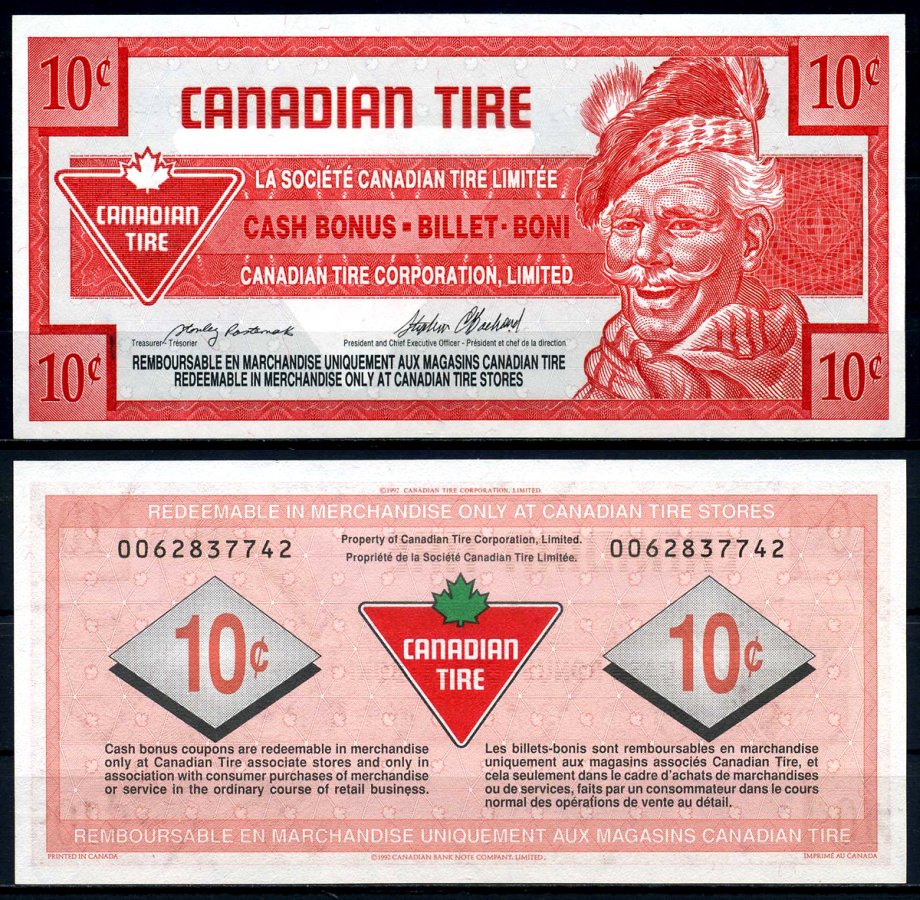 10¢
10¢
CANADIAN TIRE
LA SOCIÉTÉ CANADIAN TIRE LIMITÉE
CANADIAN
TIRE
CASH BONUS - BILLET - BONI
CANADIAN TIRE CORPORATION, LIMITED
Treasurer - Trésorier
President and Chief Executive Officer - Président et chef de la direction
REMBOURSABLE EN MARCHANDISE UNIQUEMENT AUX MAGASINS CANADIAN TIRE
REDEEMABLE IN MERCHANDISE ONLY AT CANADIAN TIRE STORES
10¢
10¢
©1992 CANADIAN TIRE CORPORATION, LIMITED.
REDEEMABLE IN MERCHANDISE ONLY AT CANADIAN TIRE STORES
0062837742
Property of Canadian Tire Corporation, Limited.
Propriété de la Société Canadian Tire Limitée.
0062837742
10¢
CANADIAN
TIRE
10¢
Cash bonus coupons are redeemable in merchandise
only at Canadian Tire associate stores and only in
association with consumer purchases of merchandise
or service in the ordinary course of retail business.
Les billets-bonis sont remboursables en marchandise
uniquement aux magasins associés Canadian Tire, et
cela seulement dans le cadre d'achats de marchandises
ou de services, faits par un consommateur dans le cours
normal des opérations de vente au détail.
REMBOURSABLE EN MARCHANDISE UNIQUEMENT AUX MAGASINS CANADIAN TIRE
PRINTED IN CANADA
©1992 CANADIAN BANK NOTE COMPANY, LIMITED.
IMPRIMÉ AU CANADA